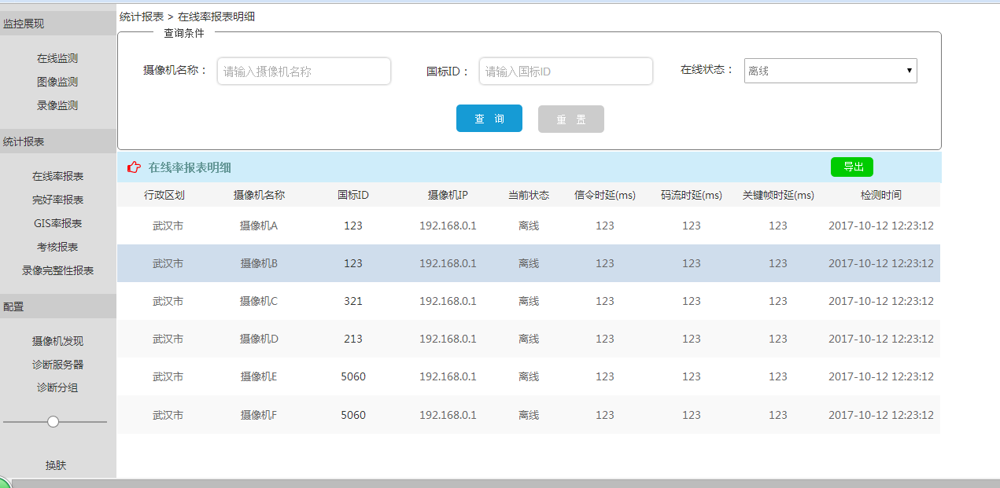 监控展现
在线监测
图像监测
录像监测
统计报表
在线率报表
完好率报表
GIS率报表
考核报表
录像完整性报表
配置
摄像机发现
诊断服务器
诊断分组
换肤
统计报表 > 在线率报表明细
查询条件
摄像机名称： 请输入摄像机名称 国标ID： 请输入国标ID 在线状态： 离线
查 询 重 置
在线率报表明细 导出
行政区划 摄像机名称 国标ID 摄像机IP 当前状态 信令时延(ms) 码流时延(ms) 关键帧时延(ms) 检测时间
武汉市 摄像机A 123 192.168.0.1 离线 123 123 123 2017-10-12 12:23:12
武汉市 摄像机B 123 192.168.0.1 离线 123 123 123 2017-10-12 12:23:12
武汉市 摄像机C 321 192.168.0.1 离线 123 123 123 2017-10-12 12:23:12
武汉市 摄像机D 213 192.168.0.1 离线 123 123 123 2017-10-12 12:23:12
武汉市 摄像机E 5060 192.168.0.1 离线 123 123 123 2017-10-12 12:23:12
武汉市 摄像机F 5060 192.168.0.1 离线 123 123 123 2017-10-12 12:23:12